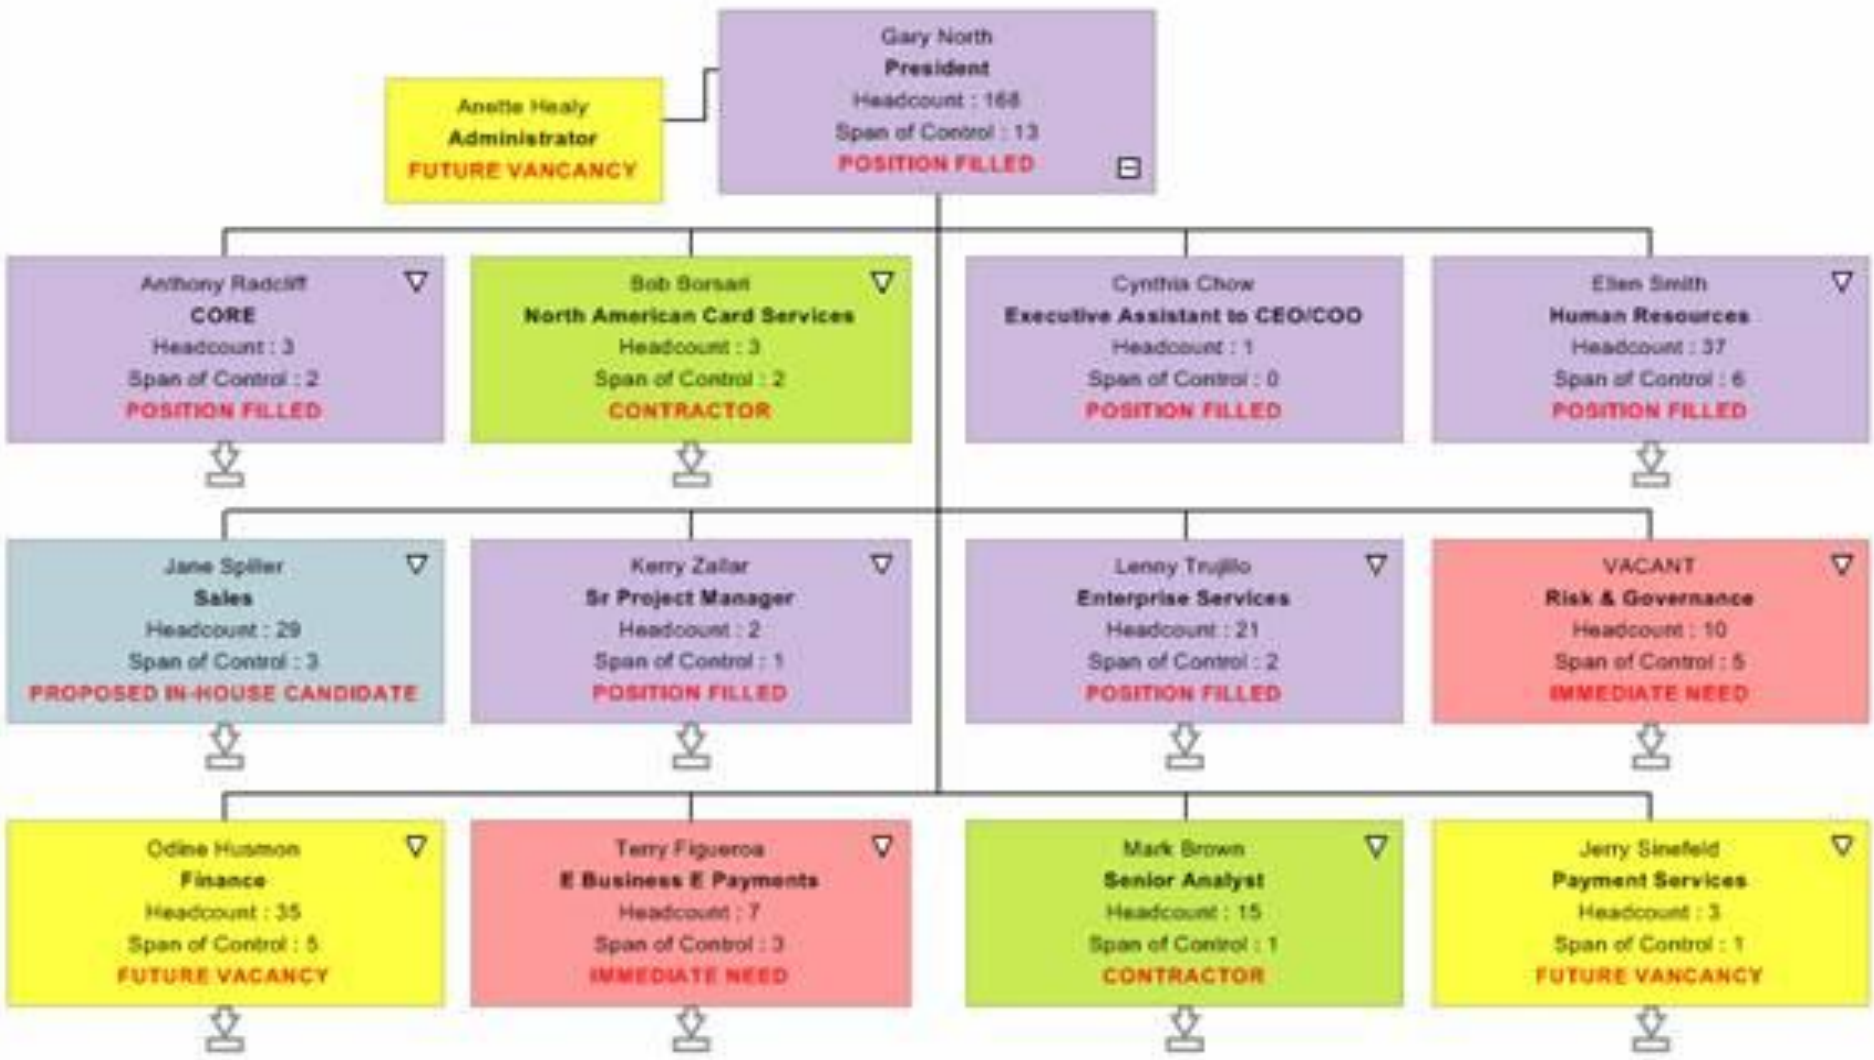 Gary North
President
Headcount : 168
Span of Control : 13
POSITION FILLED
Anette Healy
Administrator
FUTURE VANCANCY
Anthony Radcliff
CORE
Headcount : 3
Span of Control : 2
POSITION FILLED
Bob Borsari
North American Card Services
Headcount : 3
Span of Control : 2
CONTRACTOR
Cynthia Chow
Executive Assistant to CEO/COO
Headcount : 1
Span of Control : 0
POSITION FILLED
Ellen Smith
Human Resources
Headcount : 37
Span of Control : 6
POSITION FILLED
Jane Spiller
Sales
Headcount : 29
Span of Control : 3
PROPOSED IN-HOUSE CANDIDATE
Kerry Zallar
Sr Project Manager
Headcount : 2
Span of Control : 1
POSITION FILLED
Lenny Trujillo
Enterprise Services
Headcount : 21
Span of Control : 2
POSITION FILLED
VACANT
Risk & Governance
Headcount : 10
Span of Control : 5
IMMEDIATE NEED
Odine Husmon
Finance
Headcount : 35
Span of Control : 5
FUTURE VACANCY
Terry Figueroa
E Business E Payments
Headcount : 7
Span of Control : 3
IMMEDIATE NEED
Mark Brown
Senior Analyst
Headcount : 15
Span of Control : 1
CONTRACTOR
Jerry Sinefeld
Payment Services
Headcount : 3
Span of Control : 1
FUTURE VANCANCY